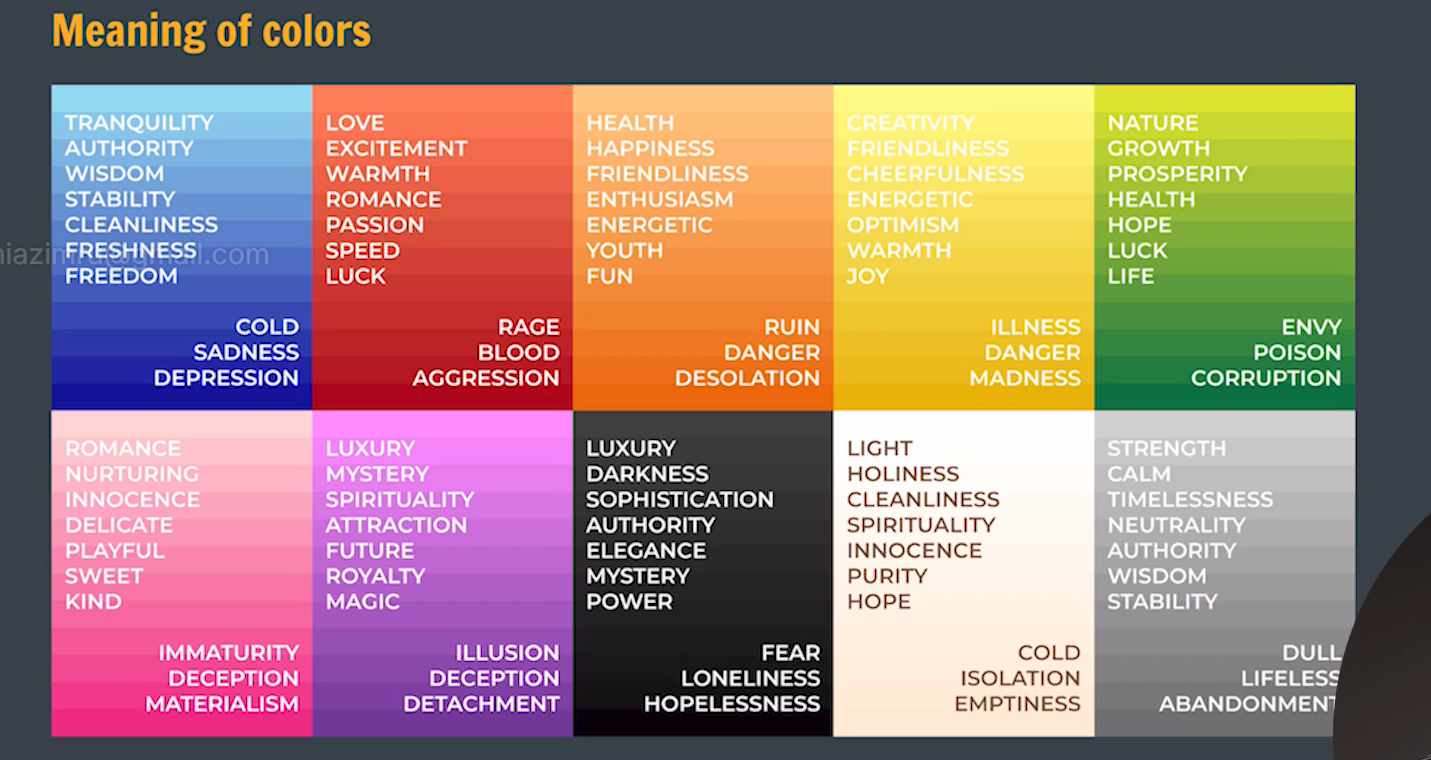 Meaning of colors
TRANQUILITY
AUTHORITY
WISDOM
STABILITY
CLEANLINESS
FRESHNESS
FREEDOM
COLD
SADNESS
DEPRESSION
LOVE
EXCITEMENT
WARMTH
ROMANCE
PASSION
SPEED
LUCK
RAGE
BLOOD
AGGRESSION
HEALTH
HAPPINESS
FRIENDLINESS
ENTHUSIASM
ENERGETIC
YOUTH
FUN
RUIN
DANGER
DESOLATION
CREATIVITY
FRIENDLINESS
CHEERFULNESS
ENERGETIC
OPTIMISM
WARMTH
JOY
ILLNESS
DANGER
MADNESS
NATURE
GROWTH
PROSPERITY
HEALTH
HOPE
LUCK
LIFE
ENVY
POISON
CORRUPTION
ROMANCE
NURTURING
INNOCENCE
DELICATE
PLAYFUL
SWEET
KIND
IMMATURITY
DECEPTION
MATERIALISM
LUXURY
MYSTERY
SPIRITUALITY
ATTRACTION
FUTURE
ROYALTY
MAGIC
ILLUSION
DECEPTION
DETACHMENT
LUXURY
DARKNESS
SOPHISTICATION
AUTHORITY
ELEGANCE
MYSTERY
POWER
FEAR
LONELINESS
HOPELESSNESS
LIGHT
HOLINESS
CLEANLINESS
SPIRITUALITY
INNOCENCE
PURITY
HOPE
COLD
ISOLATION
EMPTINESS
STRENGTH
CALM
TIMELESSNESS
NEUTRALITY
AUTHORITY
WISDOM
STABILITY
DULL
LIFELESS
ABANDONMENT